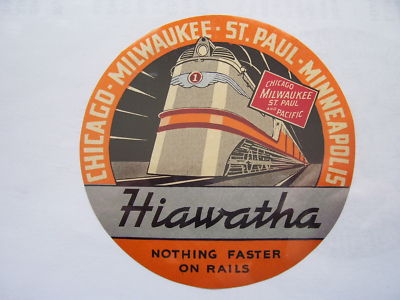 CHICAGO · MILWAUKEE · ST. PAUL · MINNEAPOLIS
1
CHICAGO
MILWAUKEE
ST. PAUL
AND PACIFIC
Hiawatha
NOTHING FASTER
ON RAILS